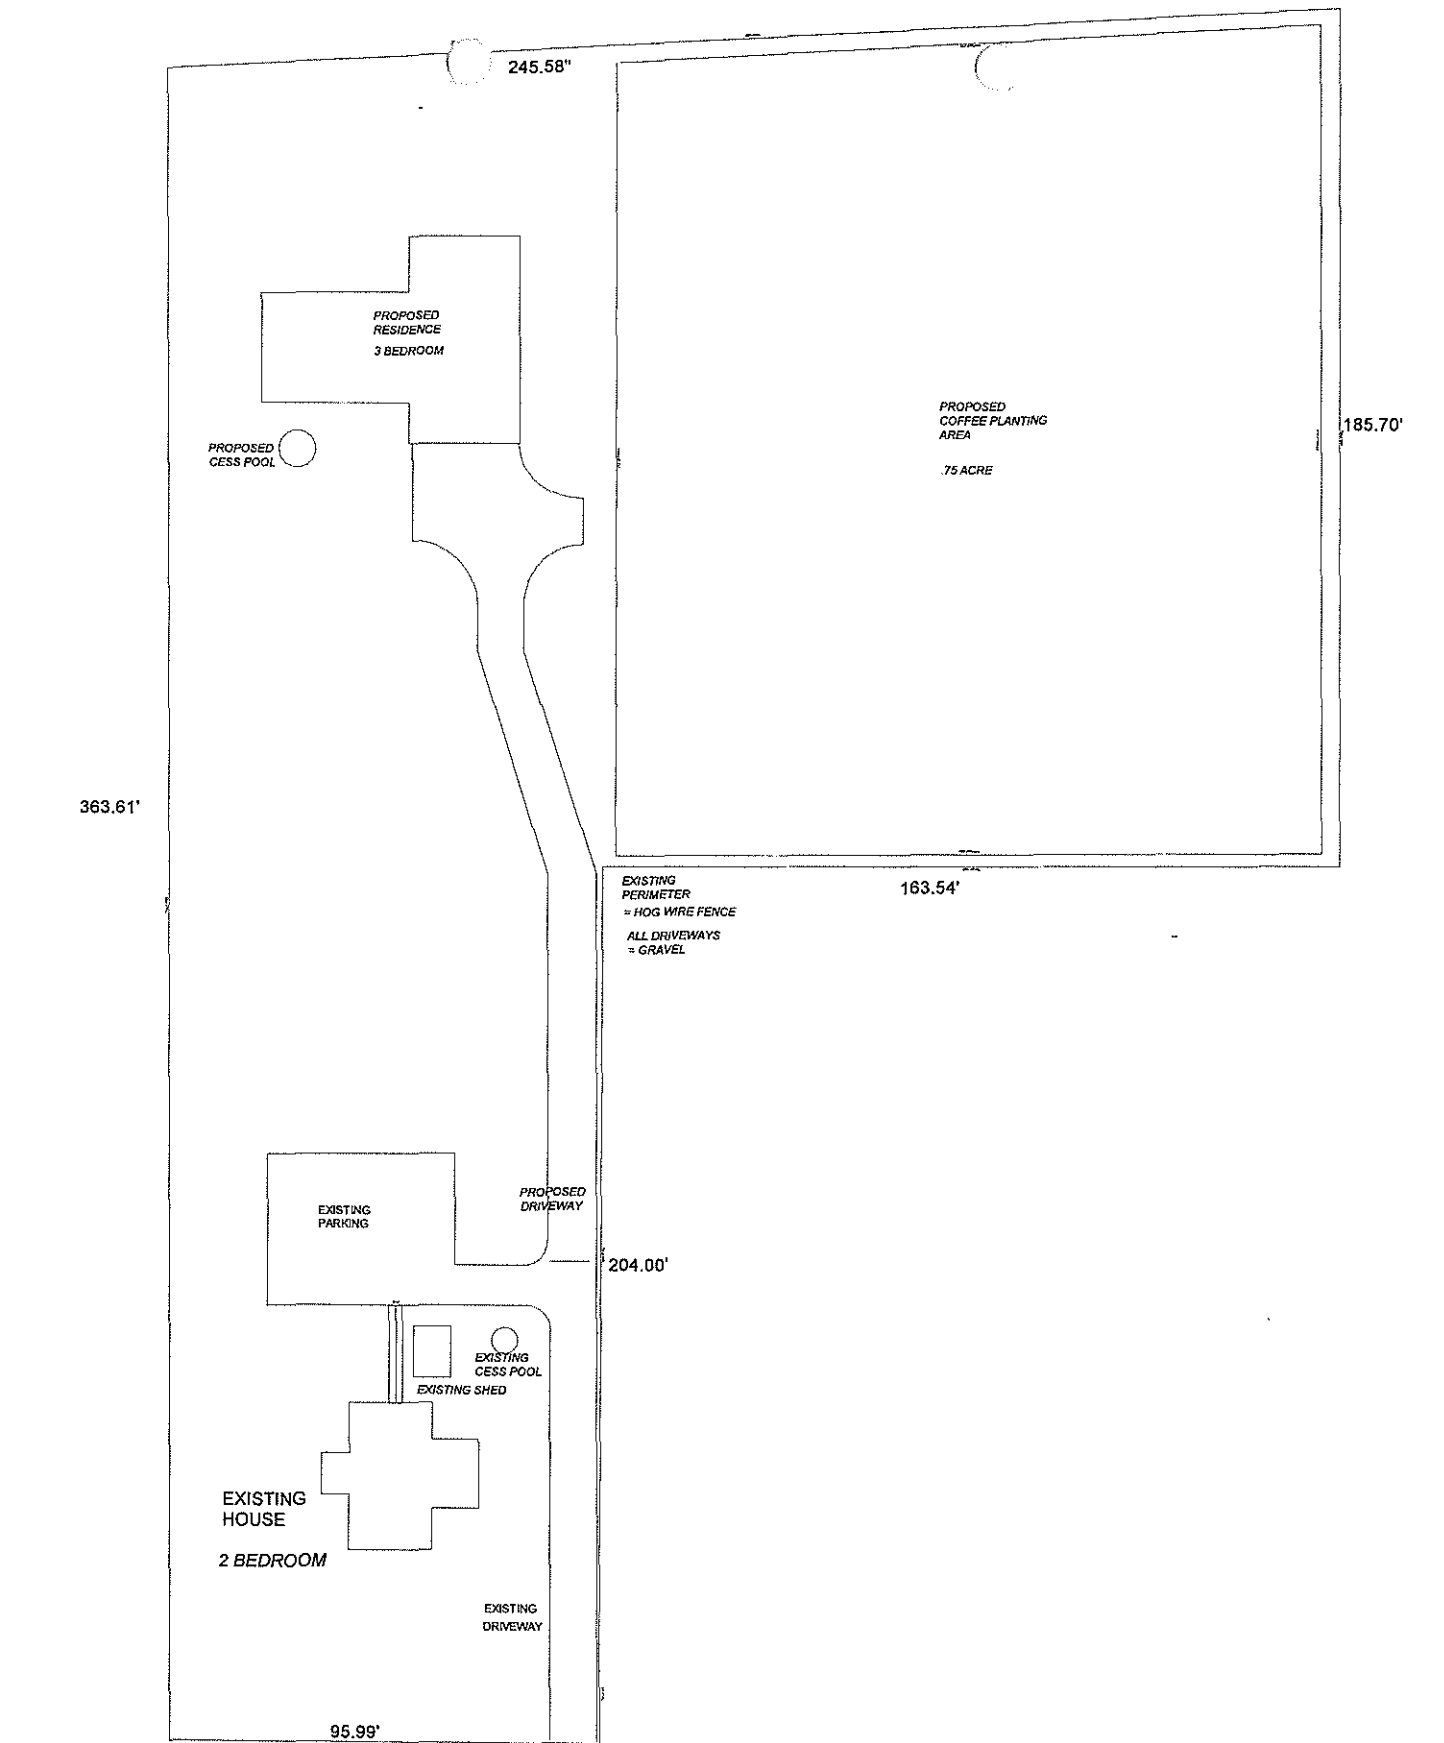 245.58"
PROPOSED
RESIDENCE
3 BEDROOM
PROPOSED
CESS POOL
PROPOSED
COFFEE PLANTING
AREA
.75 ACRE
185.70'
363.61'
163.54'
EXISTING
PERIMETER
= HOG WIRE FENCE
ALL DRIVEWAYS
= GRAVEL
PROPOSED
DRIVEWAY
EXISTING
PARKING
204.00'
EXISTING
CESS POOL
EXISTING SHED
EXISTING
HOUSE
2 BEDROOM
EXISTING
DRIVEWAY
95.99'